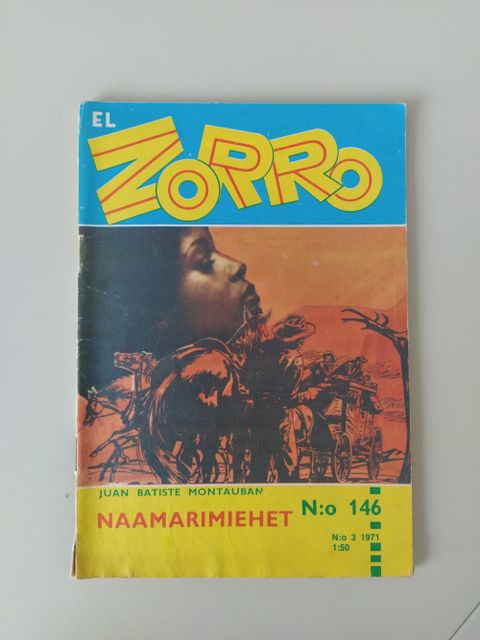 EL
ZORRO
JUAN BATISTE MONTAUBAN
NAAMARIMIEHET
N:o 146
N:o 3 1971
1:50